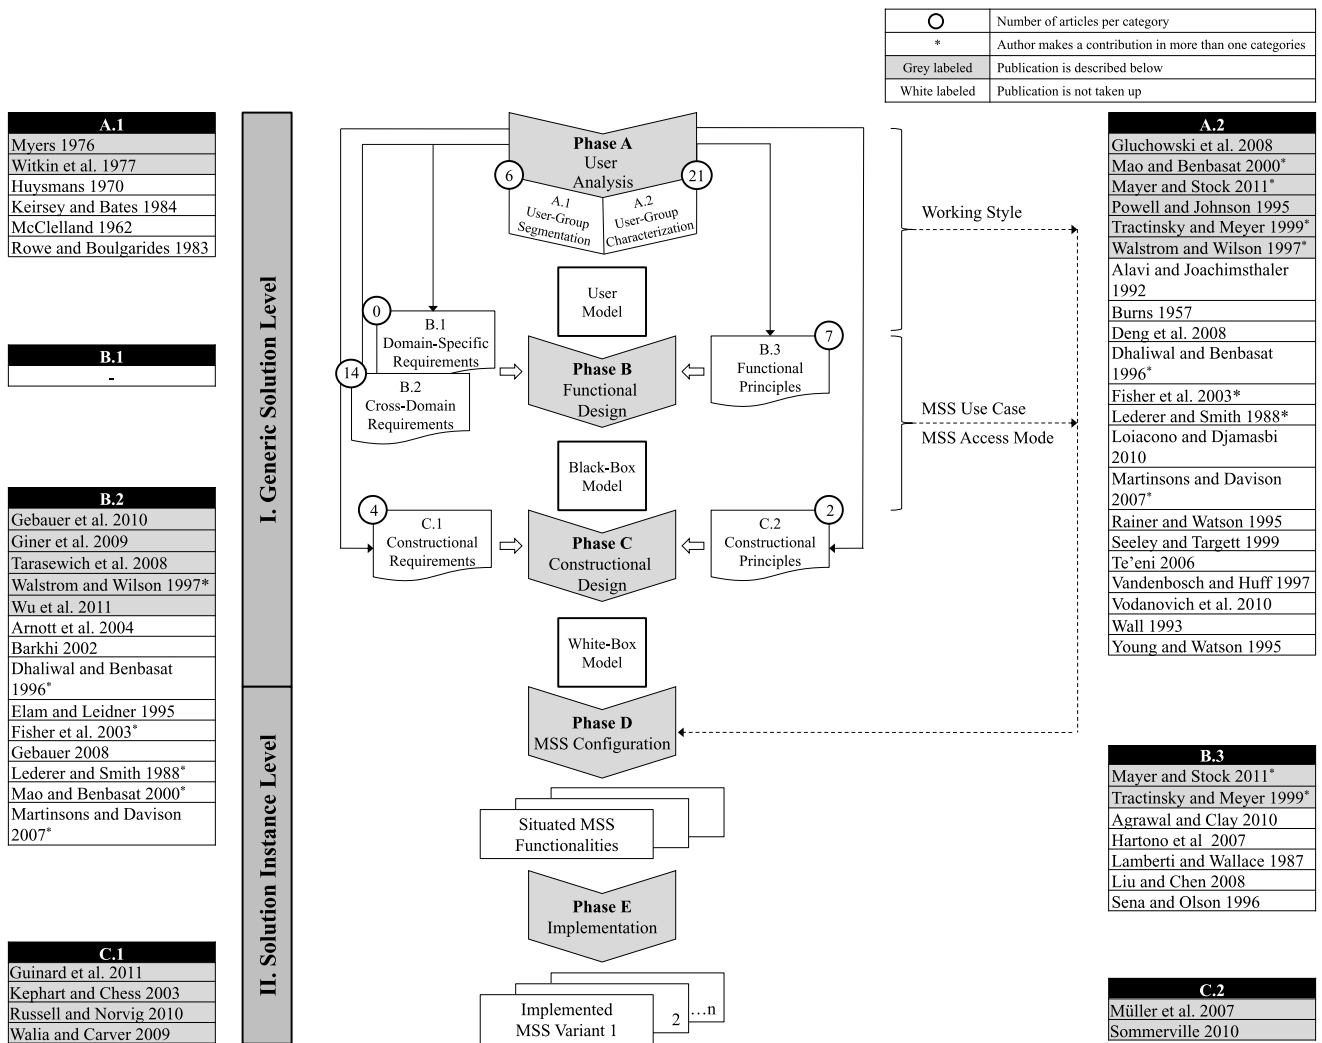 Number of articles per category
* Author makes a contribution in more than one categories
Grey labeled Publication is described below
White labeled Publication is not taken up
A.1
Myers 1976
Witkin et al. 1977
Huysmans 1970
Keirsey and Bates 1984
McClelland 1962
Rowe and Boulgarides 1983
B.1
-
B.2
Gebauer et al. 2010
Giner et al. 2009
Tarasewich et al. 2008
Walstrom and Wilson 1997*
Wu et al. 2011
Arnott et al. 2004
Barkhi 2002
Dhaliwal and Benbasat
1996*
Elam and Leidner 1995
Fisher et al. 2003*
Gebauer 2008
Lederer and Smith 1988*
Mao and Benbasat 2000*
Martinsons and Davison
2007*
C.1
Guinard et al. 2011
Kephart and Chess 2003
Russell and Norvig 2010
Walia and Carver 2009
I. Generic Solution Level
II. Solution Instance Level
Phase A
User
Analysis
6
21
A.1
User-Group
Segmentation
A.2
User-Group
Characterization
User
Model
0
B.1
Domain-Specific
Requirements
14
B.2
Cross-Domain
Requirements
Phase B
Functional
Design
7
B.3
Functional
Principles
Black-Box
Model
4
C.1
Constructional
Requirements
Phase C
Constructional
Design
2
C.2
Constructional
Principles
White-Box
Model
Phase D
MSS Configuration
Situated MSS
Functionalities
Phase E
Implementation
Implemented
MSS Variant 1
2
...n
Working Style
MSS Use Case
MSS Access Mode
A.2
Gluchowski et al. 2008
Mao and Benbasat 2000*
Mayer and Stock 2011*
Powell and Johnson 1995
Tractinsky and Meyer 1999*
Walstrom and Wilson 1997*
Alavi and Joachimsthaler
1992
Burns 1957
Deng et al. 2008
Dhaliwal and Benbasat
1996*
Fisher et al. 2003*
Lederer and Smith 1988*
Loiacono and Djamasbi
2010
Martinsons and Davison
2007*
Rainer and Watson 1995
Seeley and Targett 1999
Te’eni 2006
Vandenbosch and Huff 1997
Vodanovich et al. 2010
Wall 1993
Young and Watson 1995
B.3
Mayer and Stock 2011*
Tractinsky and Meyer 1999*
Agrawal and Clay 2010
Hartono et al 2007
Lamberti and Wallace 1987
Liu and Chen 2008
Sena and Olson 1996
C.2
Müller et al. 2007
Sommerville 2010